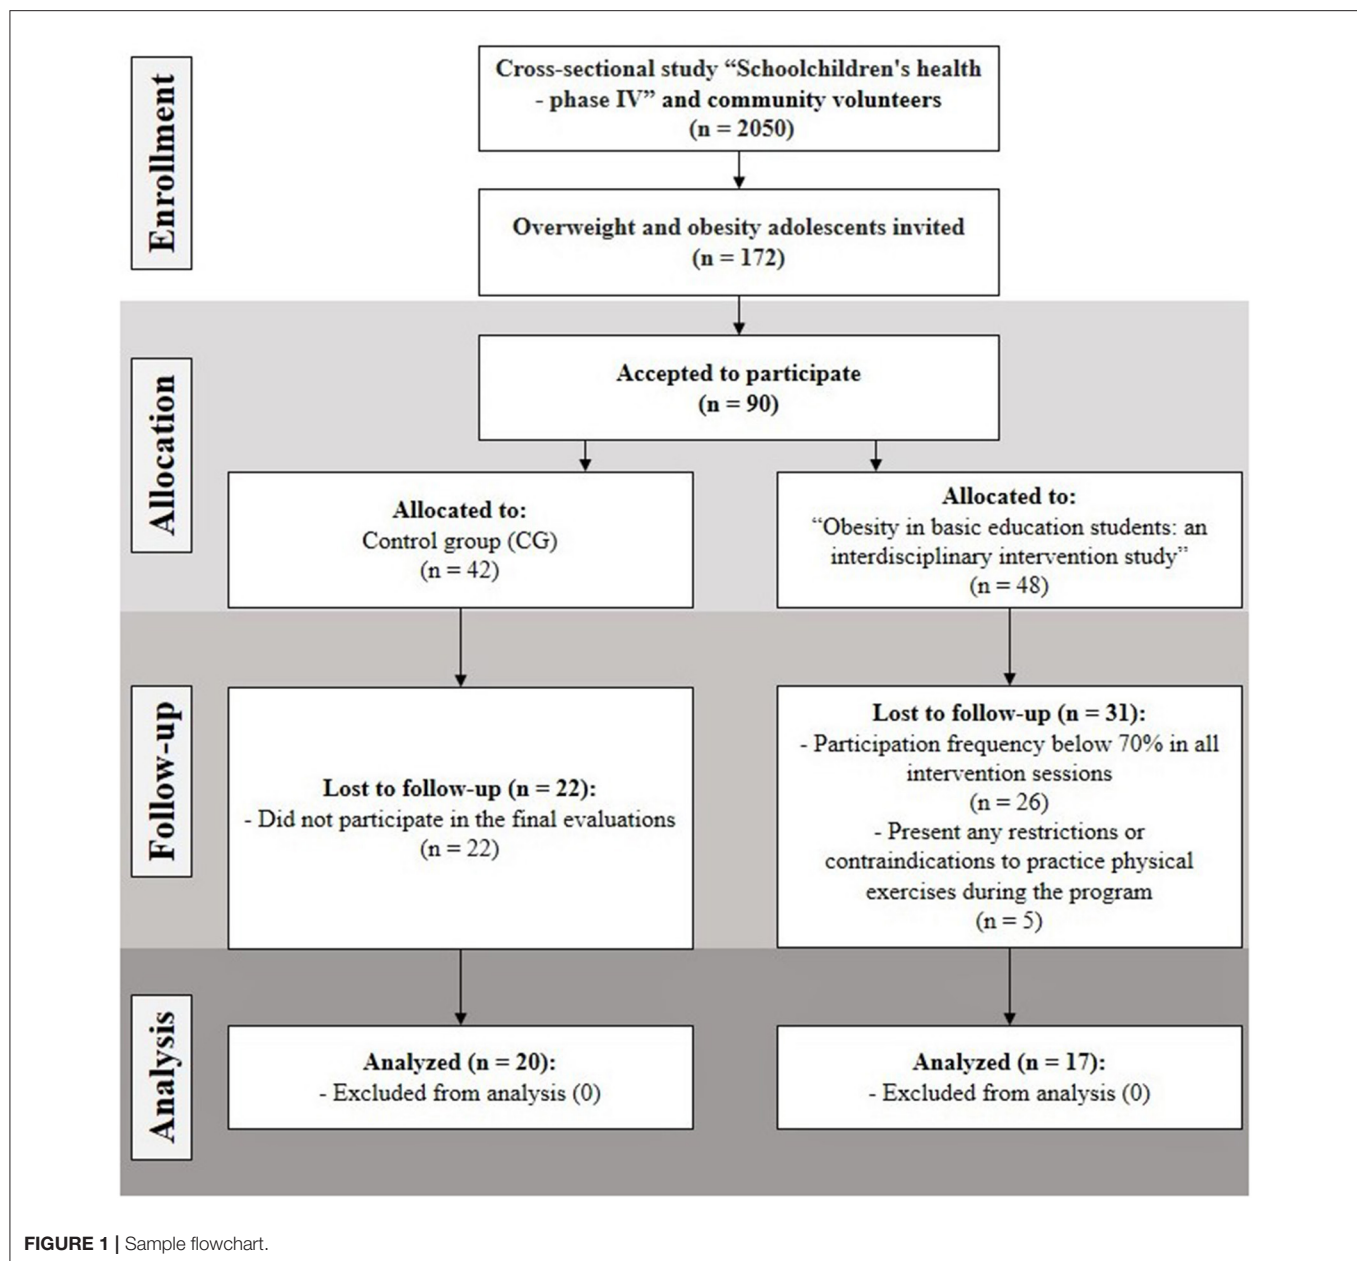 Enrollment
Cross-sectional study “Schoolchildren's health
- phase IV” and community volunteers
(n = 2050)
Overweight and obesity adolescents invited
(n = 172)
Allocation
Accepted to participate
(n = 90)
Allocated to:
Control group (CG)
(n = 42)
Allocated to:
“Obesity in basic education students: an
interdisciplinary intervention study”
(n = 48)
Follow-up
Lost to follow-up (n = 22):
- Did not participate in the final evaluations
(n = 22)
Lost to follow-up (n = 31):
- Participation frequency below 70% in all
intervention sessions
(n = 26)
- Present any restrictions or
contraindications to practice physical
exercises during the program
(n = 5)
Analysis
Analyzed (n = 20):
- Excluded from analysis (0)
Analyzed (n = 17):
- Excluded from analysis (0)
FIGURE 1 | Sample flowchart.